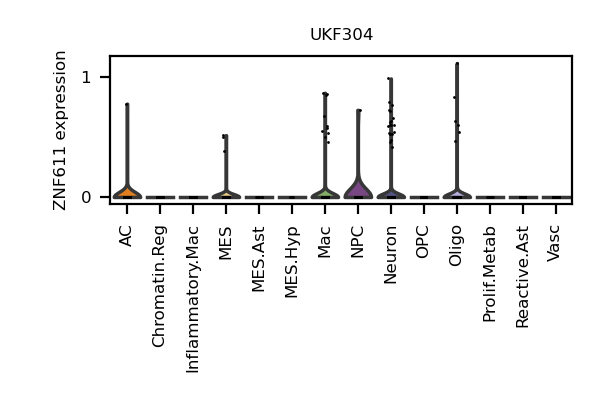 UKF304
ZNF611 expression
1
0
AC
Chromatin.Reg
Inflammatory.Mac
MES
MES.Ast
MES.Hyp
Mac
NPC
Neuron
OPC
Oligo
Prolif.Metab
Reactive.Ast
Vasc